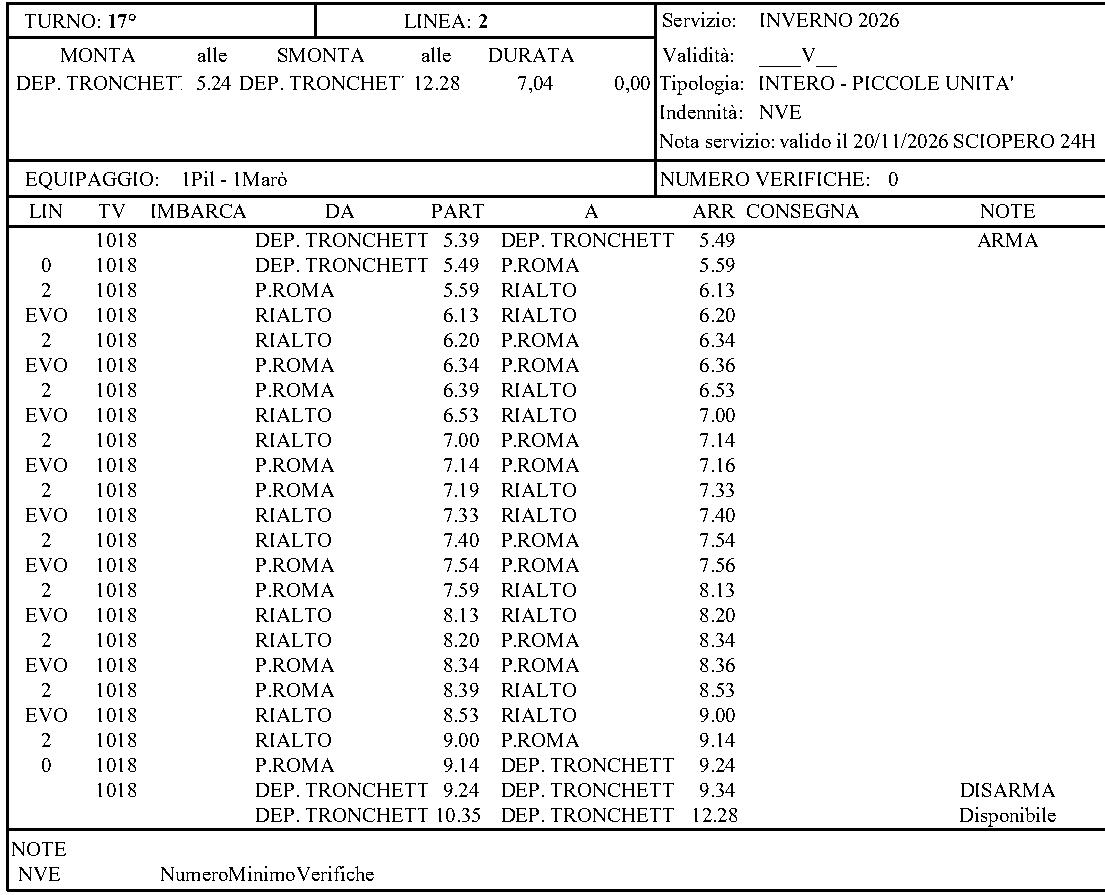 TURNO: 17° LINEA: 2 Servizio: INVERNO 2026
MONTA alle SMONTA alle DURATA Validità: ____V__
DEP. TRONCHETT 5.24 DEP. TRONCHET 12.28 7,04 0,00 Tipologia: INTERO - PICCOLE UNITA'
Indennità: NVE
Nota servizio: valido il 20/11/2026 SCIOPERO 24H
EQUIPAGGIO: 1Pil - 1Marò NUMERO VERIFICHE: 0
LIN TV IMBARCA DA PART A ARR CONSEGNA NOTE
1018 DEP. TRONCHETT 5.39 DEP. TRONCHETT 5.49 ARMA
0 1018 DEP. TRONCHETT 5.49 P.ROMA 5.59
2 1018 P.ROMA 5.59 RIALTO 6.13
EVO 1018 RIALTO 6.13 RIALTO 6.20
2 1018 RIALTO 6.20 P.ROMA 6.34
EVO 1018 P.ROMA 6.34 P.ROMA 6.36
2 1018 P.ROMA 6.39 RIALTO 6.53
EVO 1018 RIALTO 6.53 RIALTO 7.00
2 1018 RIALTO 7.00 P.ROMA 7.14
EVO 1018 P.ROMA 7.14 P.ROMA 7.16
2 1018 P.ROMA 7.19 RIALTO 7.33
EVO 1018 RIALTO 7.33 RIALTO 7.40
2 1018 RIALTO 7.40 P.ROMA 7.54
EVO 1018 P.ROMA 7.54 P.ROMA 7.56
2 1018 P.ROMA 7.59 RIALTO 8.13
EVO 1018 RIALTO 8.13 RIALTO 8.20
2 1018 RIALTO 8.20 P.ROMA 8.34
EVO 1018 P.ROMA 8.34 P.ROMA 8.36
2 1018 P.ROMA 8.39 RIALTO 8.53
EVO 1018 RIALTO 8.53 RIALTO 9.00
2 1018 RIALTO 9.00 P.ROMA 9.14
0 1018 P.ROMA 9.14 DEP. TRONCHETT 9.24
1018 DEP. TRONCHETT 9.24 DEP. TRONCHETT 9.34 DISARMA
DEP. TRONCHETT 10.35 DEP. TRONCHETT 12.28 Disponibile
NOTE
NVE NumeroMinimoVerifiche